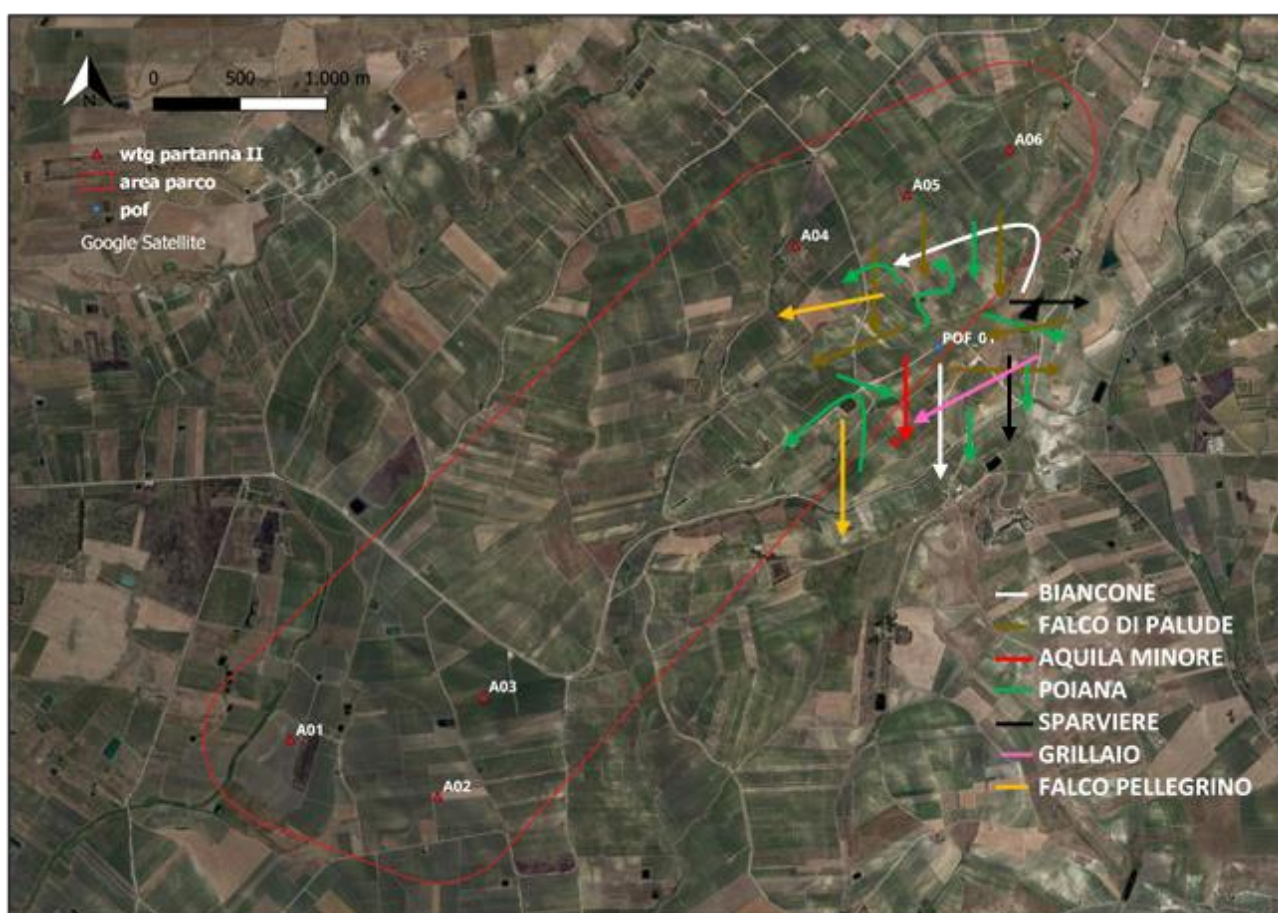 0 500 1.000 m
N
wtg partanna II
area parco
pof
Google Satellite
A06
A05
A04
POF_01
A03
A01
A02
BIANCONE
FALCO DI PALUDE
AQUILA MINORE
POIANA
SPARVIERE
GRILLAIO
FALCO PELLEGRINO